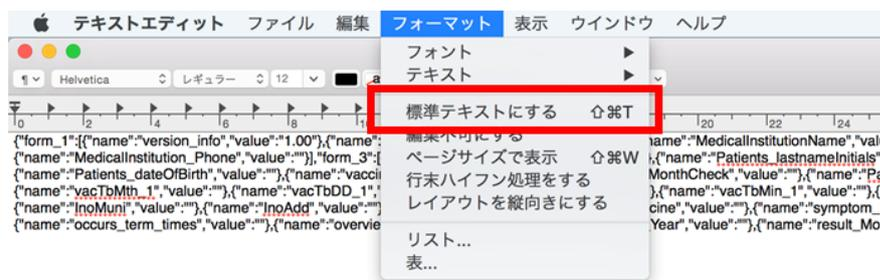 テキストエディット ファイル 編集 フォーマット 表示 ウインドウ ヘルプ
フォント
¶ Helvetica レギュラー 12 a
テキスト
標準テキストにする ⇧⌘T
0 2 4 6 8 20 22 24
{"form_1":[{"name":"version_info","value":"1.00"},{"name": 編集不可にする name":"MedicalInstitutionName","value"
{"name":"MedicalInstitution_Phone","value":""}],"form_3":[ ページサイズで表示 ⇧⌘W },{"name":"Patients_lastnameInitials"
{"name":"Patients_dateOfBirth","value":""},{"name":"vacci 行末ハイフン処理をする MonthCheck","value":""},{"name":"Pa
{"name":"vacTbMth_1","value":""},{"name":"vacTbDD_1", レイアウトを縦向きにする },{"name":"vacTbMin_1","value":""},
{"name":"InoMuni","value":""},{"name":"InoAdd","value":" cine","value":""},{"name":"symptom_
{"name":"occurs_term_times","value":""},{"name":"overvie リスト... Year","value":""},{"name":"result_Mo
表...